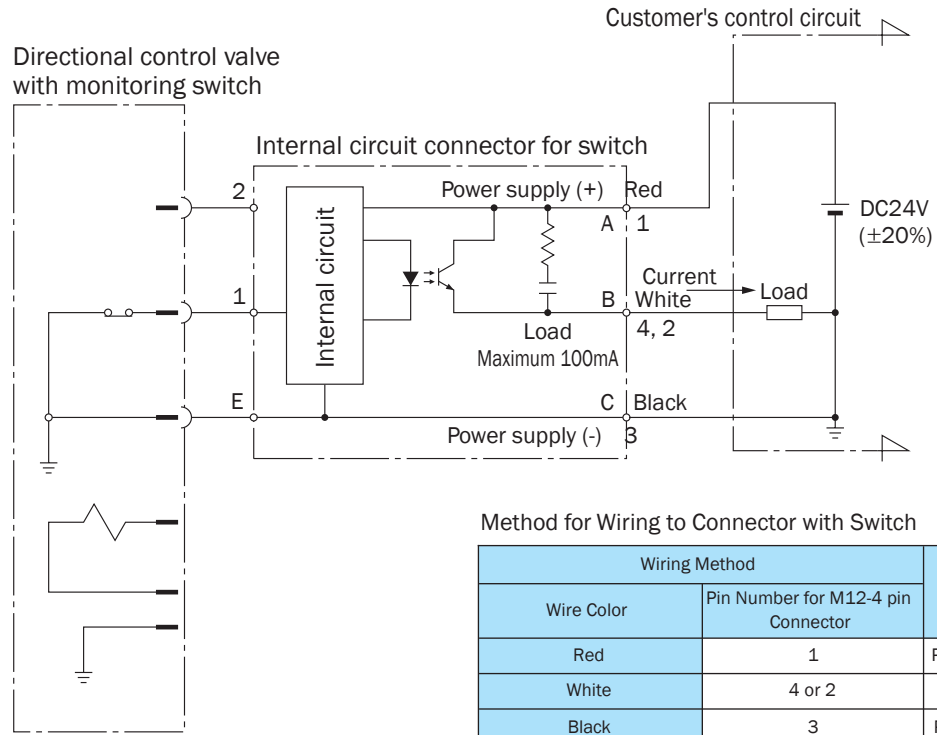 Customer's control circuit
Directional control valve
with monitoring switch
Internal circuit connector for switch
2
Power supply (+)
Red
A
1
DC24V
(±20%)
Internal circuit
Current
1
B
White
Load
4, 2
Load
Maximum 100mA
E
C
Black
Power supply (-)
3
Method for Wiring to Connector with Switch
Wiring Method
Wire Color
Pin Number for M12-4 pin
Connector
Red
1
White
4 or 2
Black
3